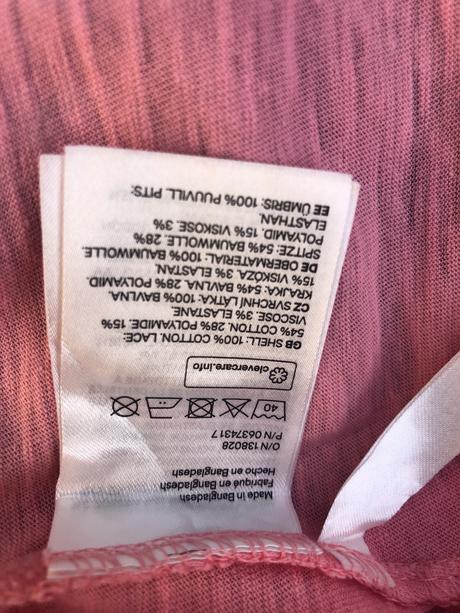 Made in Bangladesh
Fabriqué en Bangladesh
Hecho en Bangladesh
O/N 138028
P/N 06374317
40
clevercare.info
GB SHELL: 100% COTTON. LACE:
54% COTTON. 28% POLYAMIDE. 15%
VISCOSE. 3% ELASTANE.
CZ SVRCHNÍ LÁTKA: 100% BAVLNA.
KRAJKA: 54% BAVLNA. 28% POLYAMID.
15% VISKÓZA. 3% ELASTAN.
DE OBERMATERIAL: 100% BAUMWOLLE.
SPITZE: 54% BAUMWOLLE. 28%
POLYAMID. 15% VISKOSE. 3%
ELASTHAN.
EE ÜMBRIS: 100% PUUVILL. PITS: